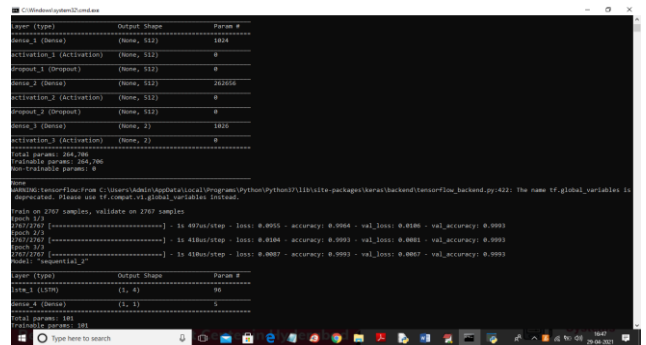 C:\Windows\system32\cmd.exe
Layer (type) Output Shape Param #
dense_1 (Dense) (None, 512) 1024
activation_1 (Activation) (None, 512) 0
dropout_1 (Dropout) (None, 512) 0
dense_2 (Dense) (None, 512) 262656
activation_2 (Activation) (None, 512) 0
dropout_2 (Dropout) (None, 512) 0
dense_3 (Dense) (None, 2) 1026
activation_3 (Activation) (None, 2) 0
Total params: 264,706
Trainable params: 264,706
Non-trainable params: 0
None
WARNING:tensorflow:From C:\Users\Admin\AppData\Local\Programs\Python\Python37\lib\site-packages\keras\backend\tensorflow_backend.py:422: The name tf.global_variables is
deprecated. Please use tf.compat.v1.global_variables instead.
Train on 2767 samples, validate on 2767 samples
Epoch 1/3
2767/2767 [==============================] - 1s 497us/step - loss: 0.0955 - accuracy: 0.9964 - val_loss: 0.0106 - val_accuracy: 0.9993
Epoch 2/3
2767/2767 [==============================] - 1s 410us/step - loss: 0.0104 - accuracy: 0.9993 - val_loss: 0.0081 - val_accuracy: 0.9993
Epoch 3/3
2767/2767 [==============================] - 1s 418us/step - loss: 0.0087 - accuracy: 0.9993 - val_loss: 0.0067 - val_accuracy: 0.9993
Model: "sequential_2"
Layer (type) Output Shape Param #
lstm_1 (LSTM) (1, 4) 96
dense_4 (Dense) (1, 1) 5
Total params: 101
Trainable params: 101
Type here to search
16:47
29-04-2021